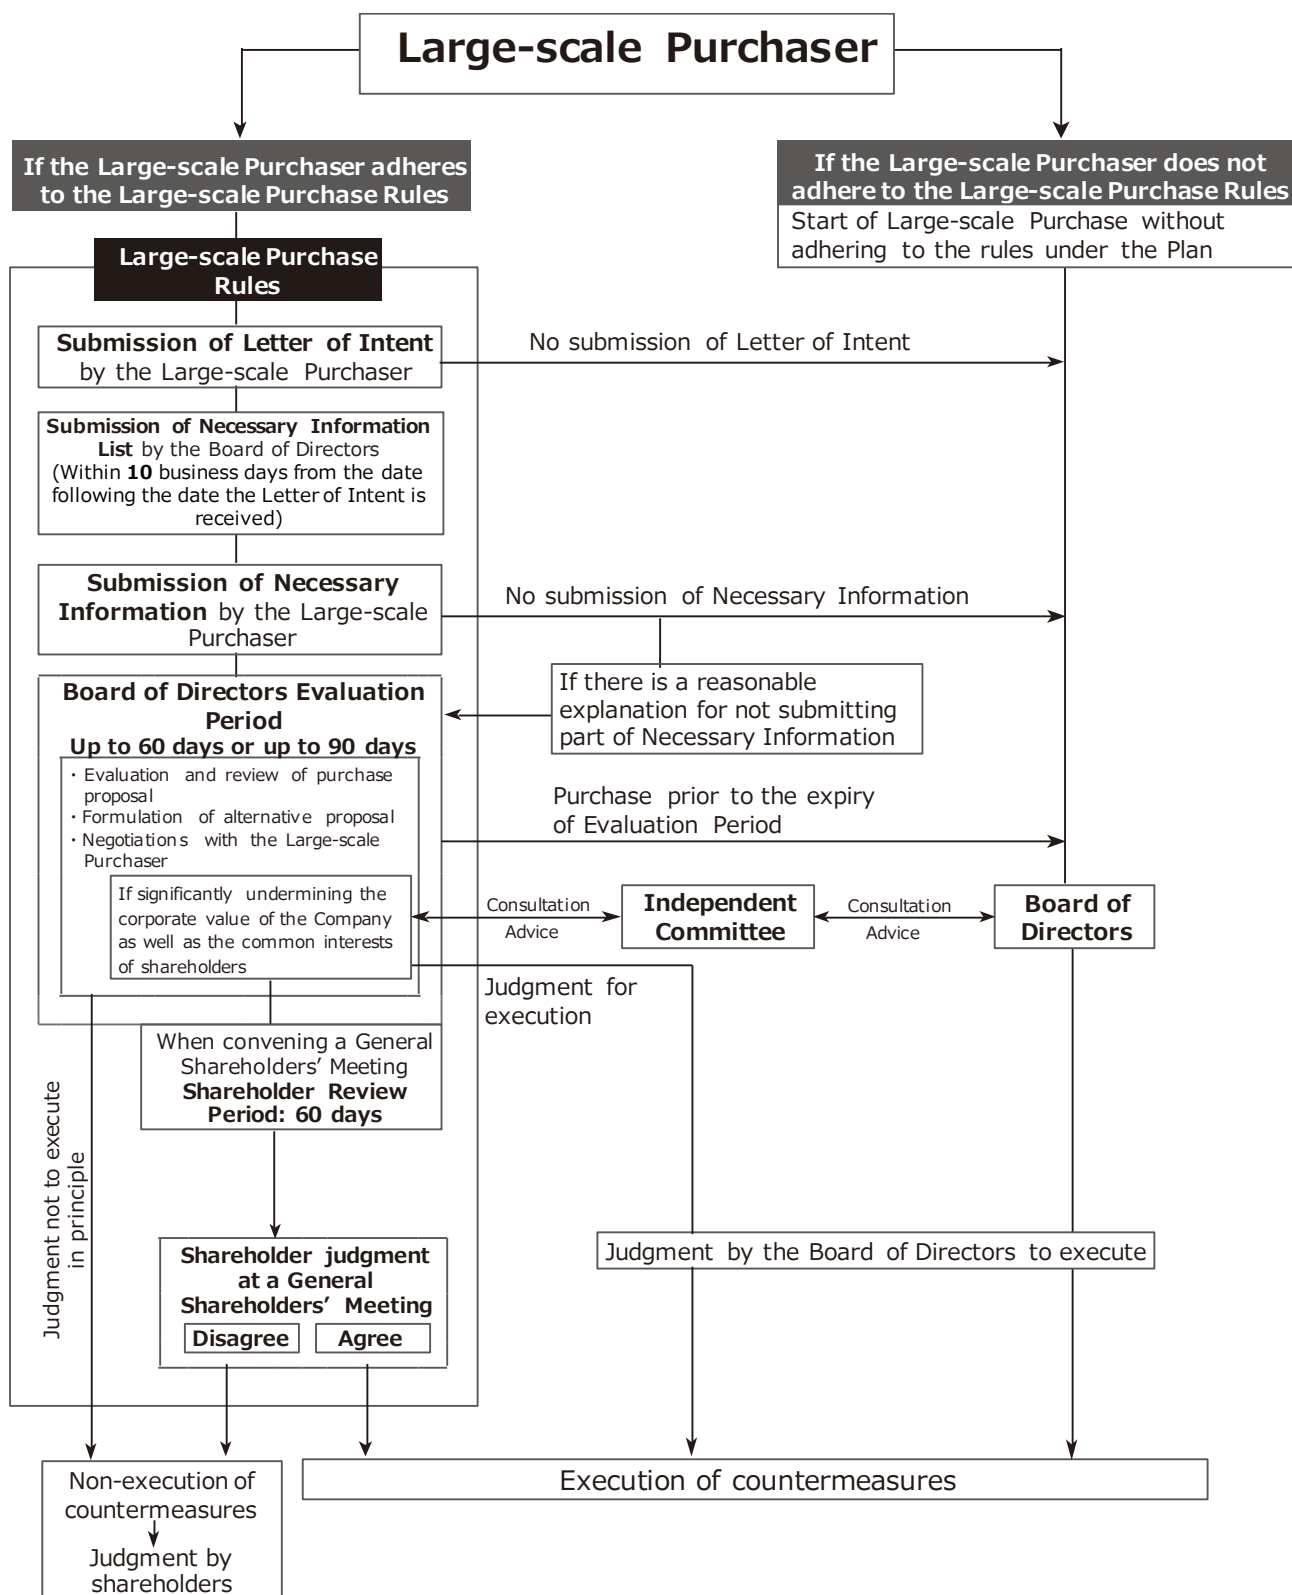 Large-scale Purchaser
If the Large-scale Purchaser adheres
to the Large-scale Purchase Rules
If the Large-scale Purchaser does not
adhere to the Large-scale Purchase Rules
Start of Large-scale Purchase without
adhering to the rules under the Plan
Large-scale Purchase
Rules
Submission of Letter of Intent
by the Large-scale Purchaser
No submission of Letter of Intent
Submission of Necessary Information
List by the Board of Directors
(Within 10 business days from the date
following the date the Letter of Intent is
received)
Submission of Necessary
Information by the Large-scale
Purchaser
No submission of Necessary Information
If there is a reasonable
explanation for not submitting
part of Necessary Information
Board of Directors Evaluation
Period
Up to 60 days or up to 90 days
・Evaluation and review of purchase
proposal
・Formulation of alternative proposal
・Negotiations with the Large-scale
Purchaser
Purchase prior to the expiry
of Evaluation Period
If significantly undermining the
corporate value of the Company
as well as the common interests
of shareholders
Consultation
Advice
Independent
Committee
Consultation
Advice
Board of
Directors
Judgment for
execution
When convening a General
Shareholders’ Meeting
Shareholder Review
Period: 60 days
Judgment not to execute
in principle
Shareholder judgment
at a General
Shareholders’ Meeting
Disagree
Agree
Judgment by the Board of Directors to execute
Non-execution of
countermeasures
Judgment by
shareholders
Execution of countermeasures